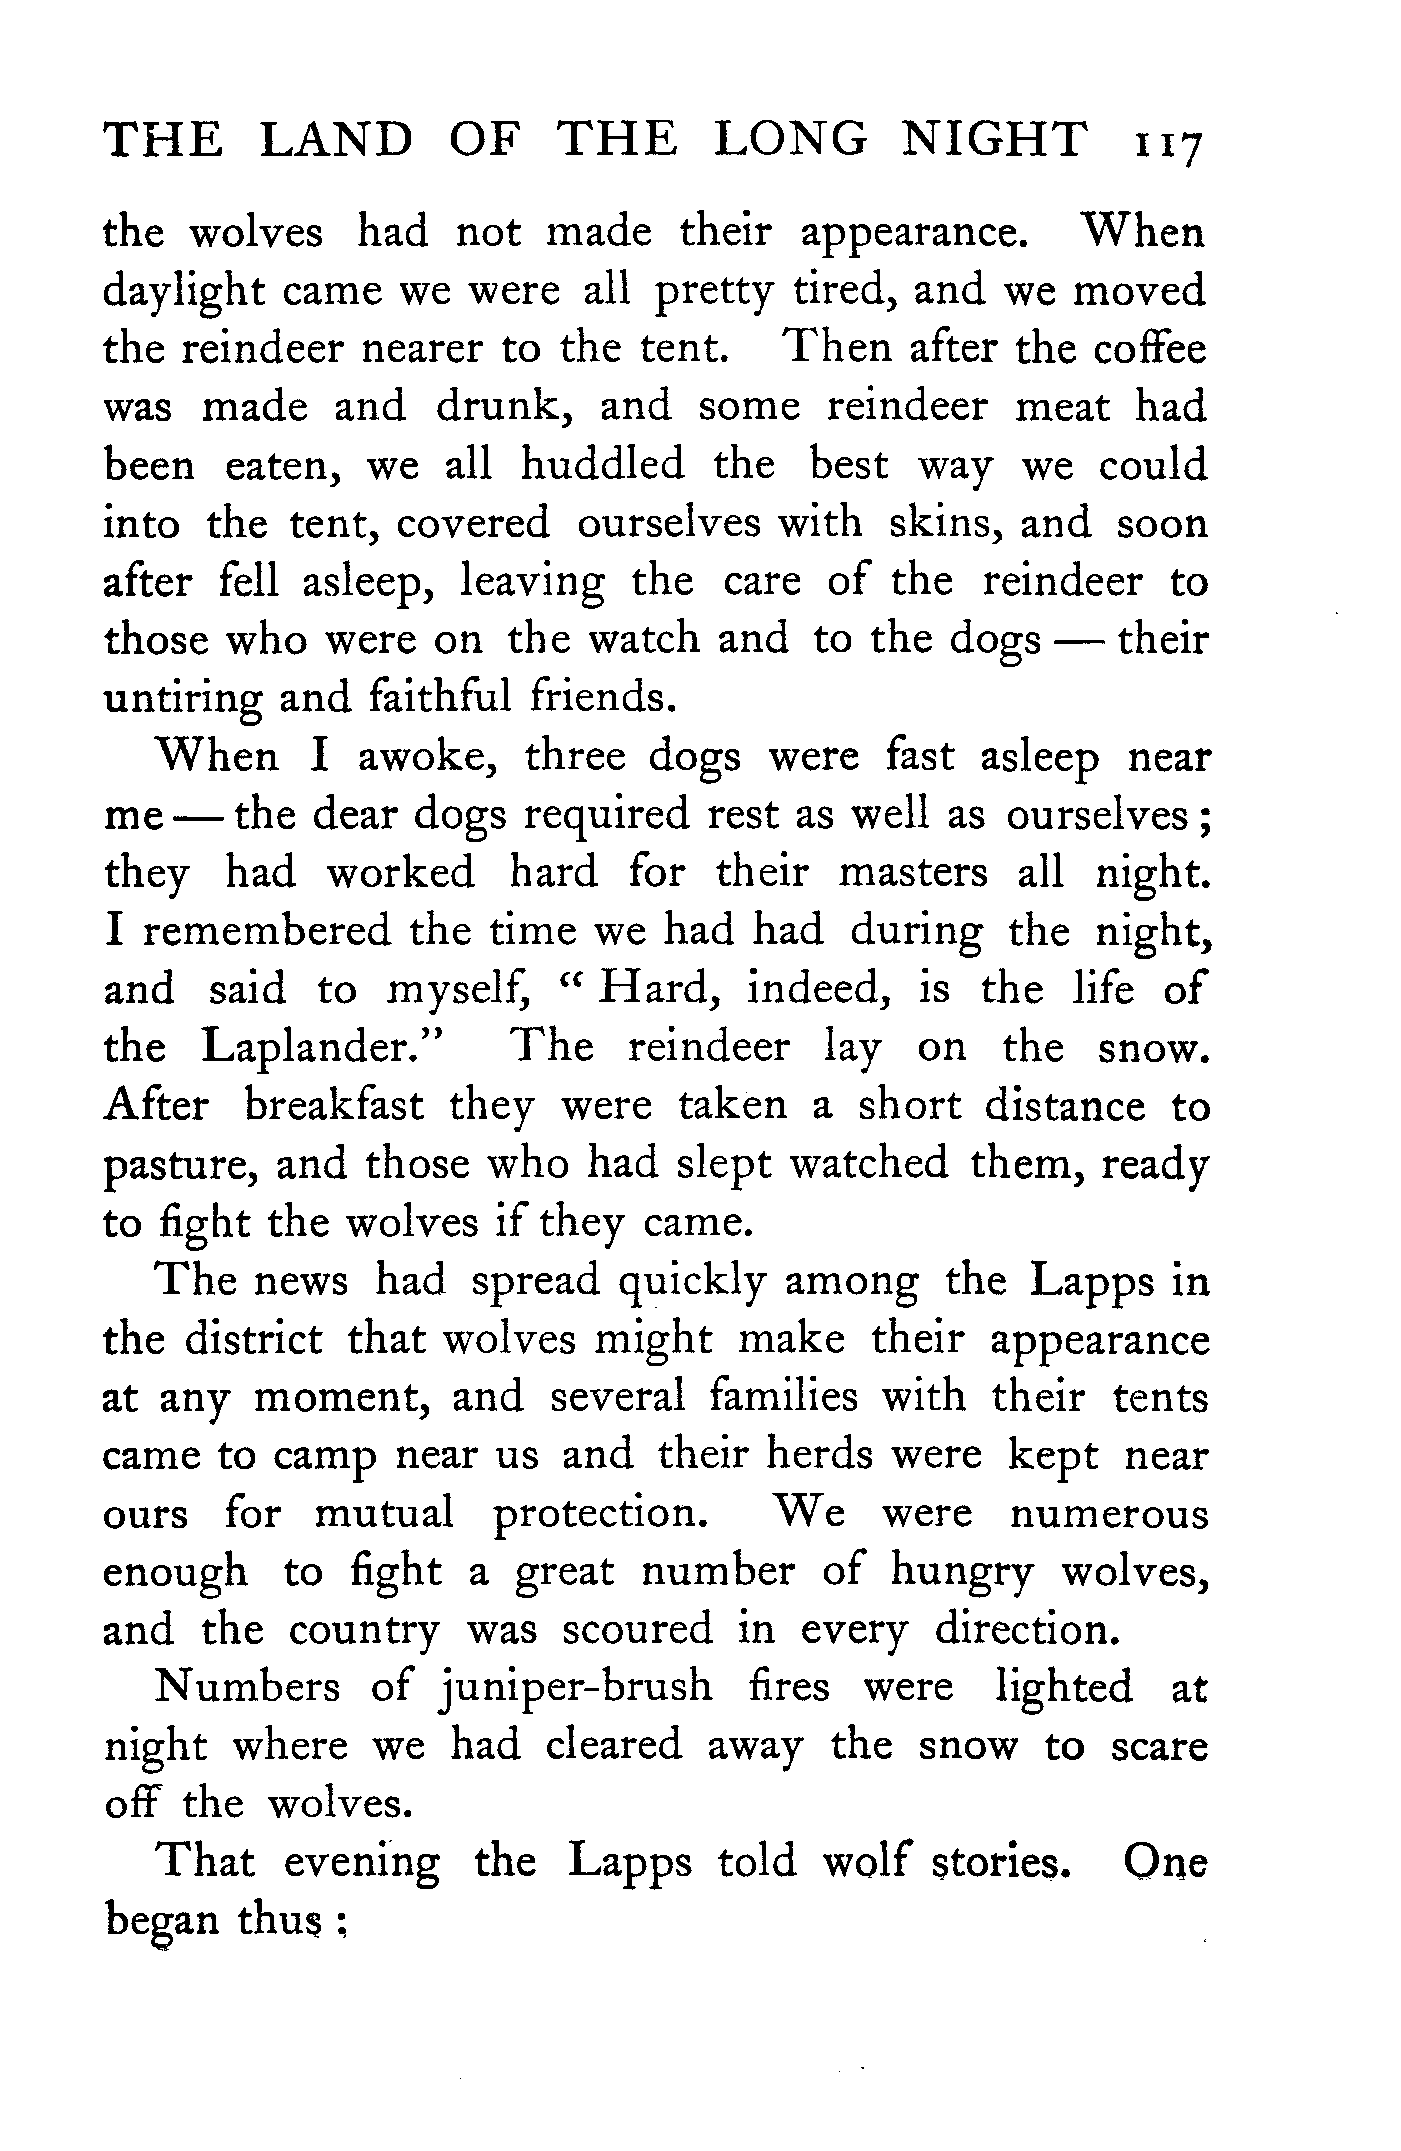 THE LAND OF THE LONG NIGHT 117
the wolves had not made their appearance. When
daylight came we were all pretty tired, and we moved
the reindeer nearer to the tent. Then after the coffee
was made and drunk, and some reindeer meat had
been eaten, we all huddled the best way we could
into the tent, covered ourselves with skins, and soon
after fell asleep, leaving the care of the reindeer to
those who were on the watch and to the dogs — their
untiring and faithful friends.
When I awoke, three dogs were fast asleep near
me — the dear dogs required rest as well as ourselves ;
they had worked hard for their masters all night.
I remembered the time we had had during the night,
and said to myself, “ Hard, indeed, is the life of
the Laplander.” The reindeer lay on the snow.
After breakfast they were taken a short distance to
pasture, and those who had slept watched them, ready
to fight the wolves if they came.
The news had spread quickly among the Lapps in
the district that wolves might make their appearance
at any moment, and several families with their tents
came to camp near us and their herds were kept near
ours for mutual protection. We were numerous
enough to fight a great number of hungry wolves,
and the country was scoured in every direction.
Numbers of juniper-brush fires were lighted at
night where we had cleared away the snow to scare
off the wolves.
That evening the Lapps told wolf stories. One
began thus :